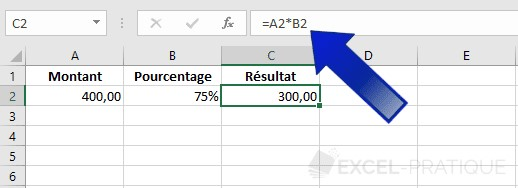 C2 fx =A2*B2
A B C D E
1 Montant Pourcentage Résultat
2 400,00 75% 300,00
3
4
5
6
EXCEL-PRATIQUE